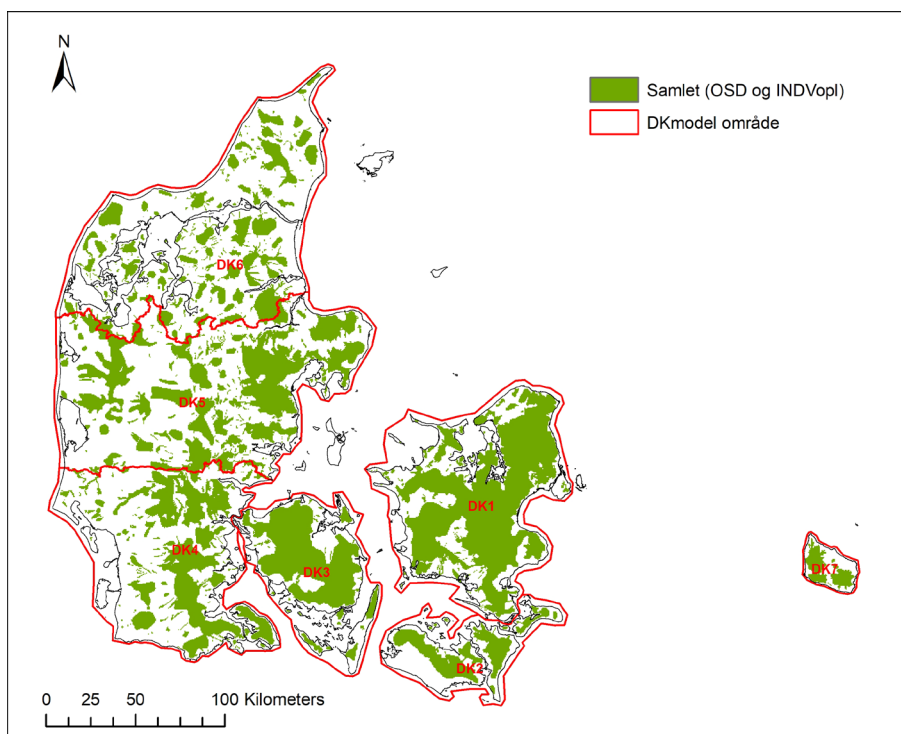 N
Samlet (OSD og INDVopl)
DKmodel område
DK6
DK5
DK1
DK4
DK3
DK7
DK2
0 25 50 100 Kilometers